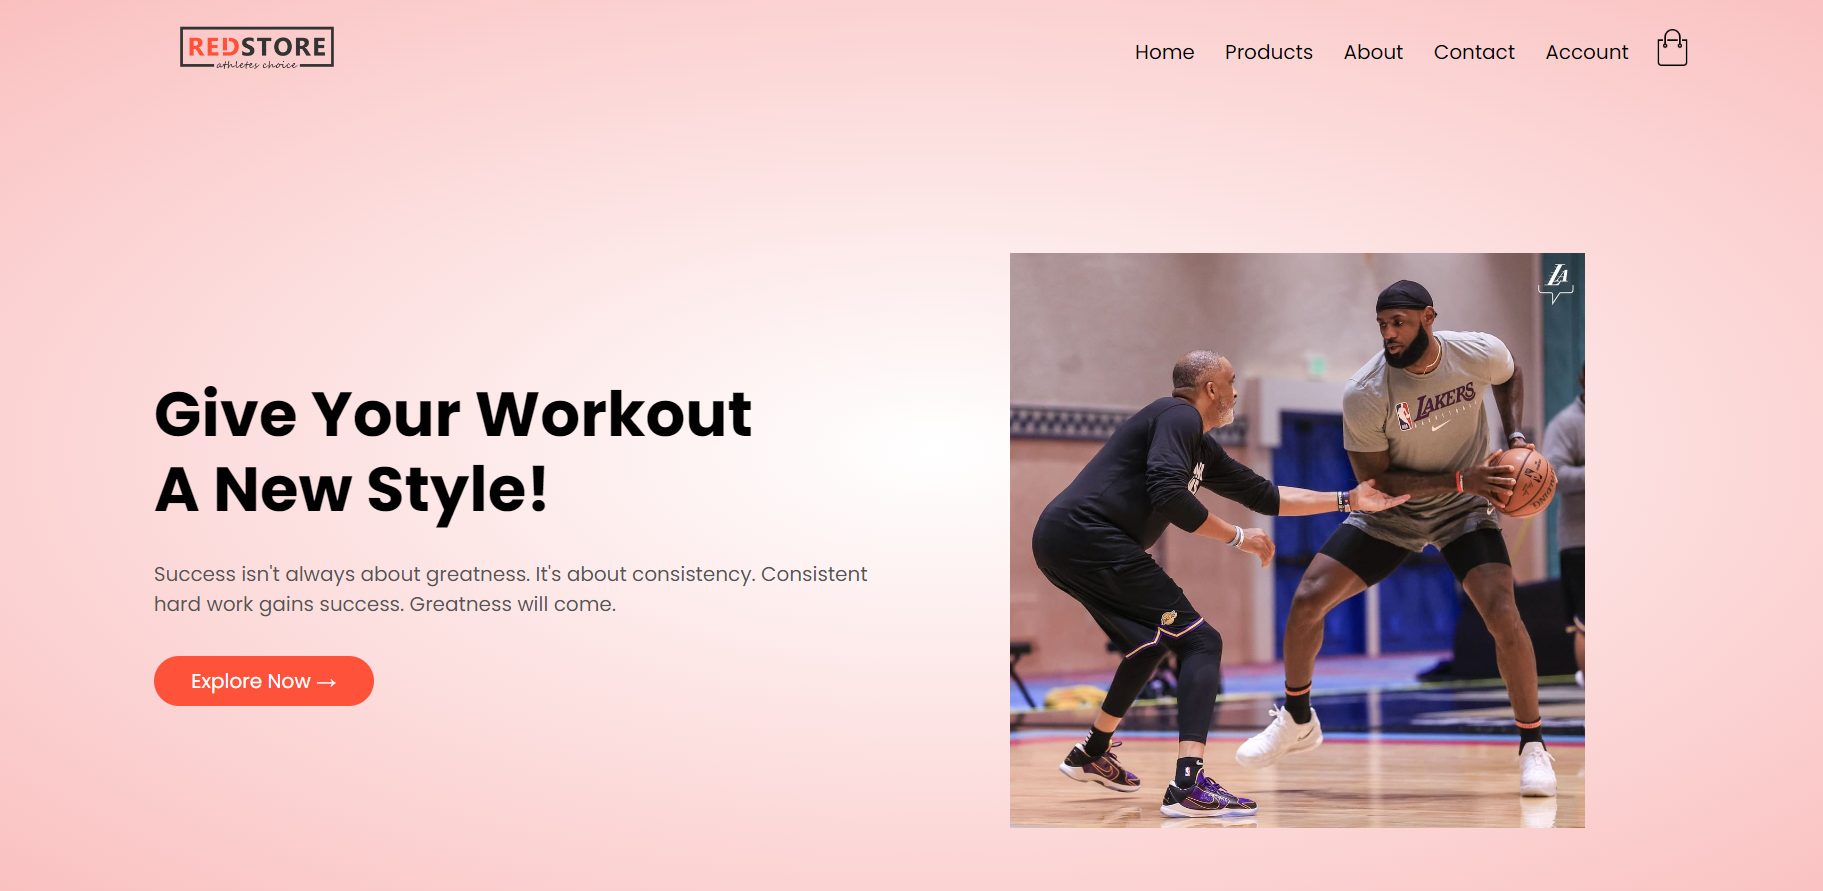 REDSTORE
athletes choice
Home Products About Contact Account
Give Your Workout
A New Style!
Success isn't always about greatness. It's about consistency. Consistent
hard work gains success. Greatness will come.
Explore Now →
LA
LAKERS
BASKETBALL